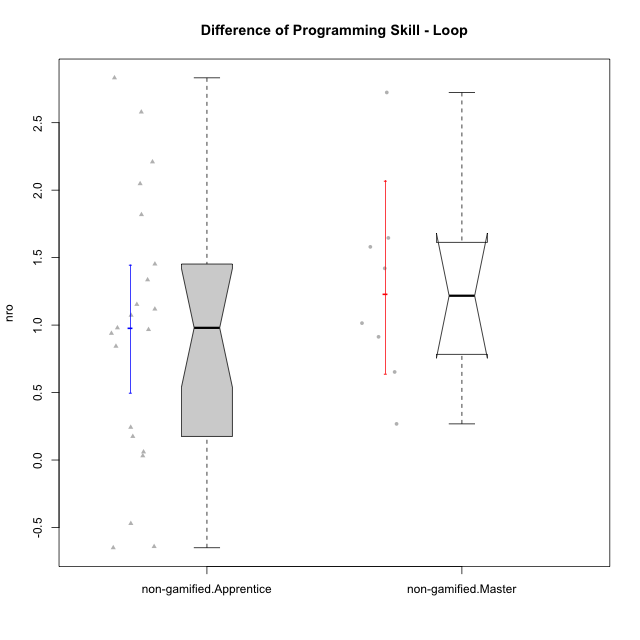 Difference of Programming Skill - Loop
nro
2.5
2.0
1.5
1.0
0.5
0.0
-0.5
non-gamified.Apprentice
non-gamified.Master